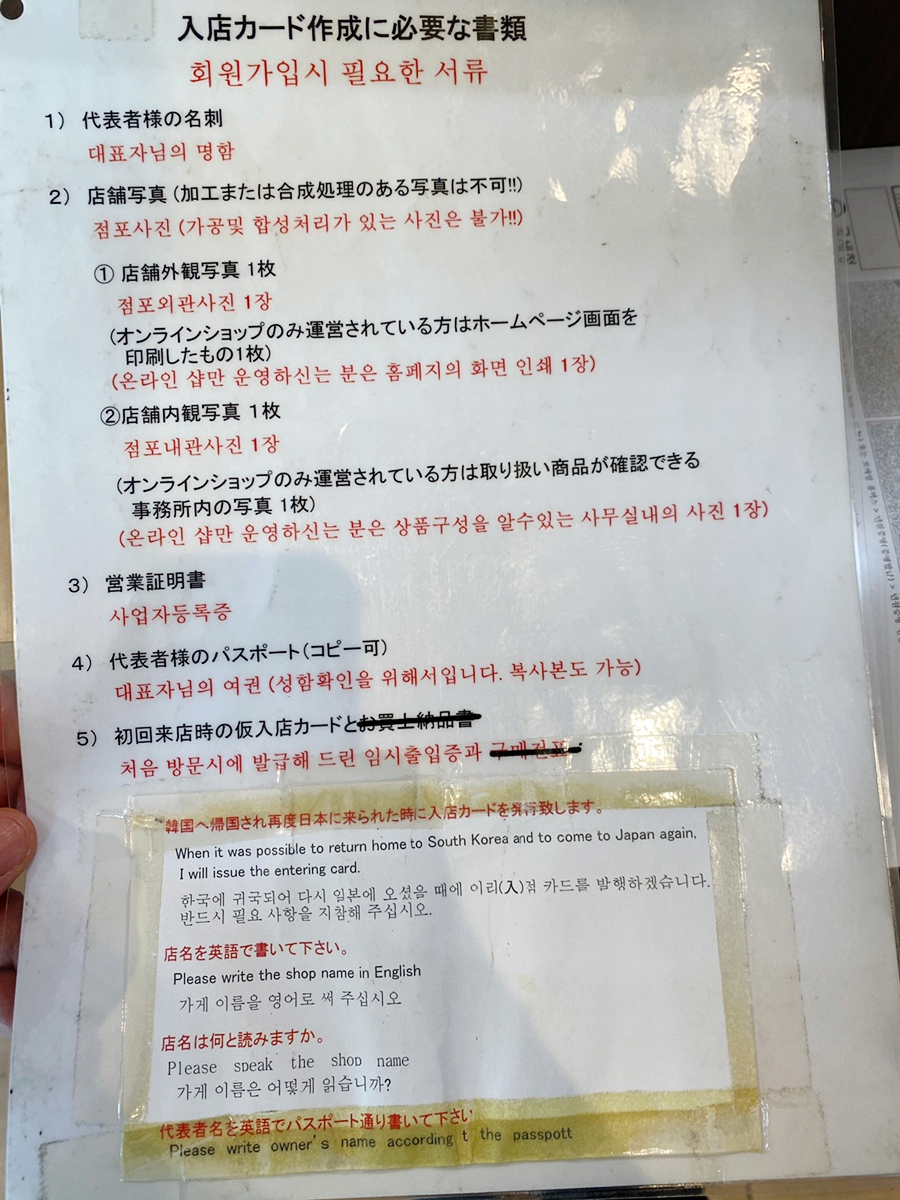 入店カード作成に必要な書類
회원가입시 필요한 서류
1) 代表者様の名刺
대표자님의 명함
2) 店舗写真 (加工または合成処理のある写真は不可!!)
점포사진 (가공및 합성처리가 있는 사진은 불가!!)
① 店舗外観写真 1枚
점포외관사진 1장
(オンラインショップのみ運営されている方はホームページ画面を
印刷したもの1枚)
(온라인 샵만 운영하신는 분은 홈페지의 화면 인쇄 1장)
②店舗内観写真 1枚
점포내관사진 1장
(オンラインショップのみ運営されている方は取り扱い商品が確認できる
事務所内の写真 1枚)
(온라인 샵만 운영하신는 분은 상품구성을 알수있는 사무실내의 사진 1장)
3) 営業証明書
사업자등록증
4) 代表者様のパスポート(コピー可)
대표자님의 여권 (성함확인을 위해서입니다. 복사본도 가능)
5) 初回来店時の仮入店カードと
처음 방문시에 발급해 드린 임시출입증과
韓国へ帰国され再度日本に来られた時に入店カードを発行致します。
When it was possible to return home to South Korea and to come to Japan again,
I will issue the entering card.
한국에 귀국되어 다시 일본에 오셨을 때에 이리(入)점 카드를 발행하겠습니다.
반드시 필요 사항을 지참해 주십시오.
店名を英語で書いて下さい。
Please write the shop name in English
가게 이름을 영어로 써 주십시오
店名は何と読みますか。
Please speak the shop name
가게 이름은 어떻게 읽습니까?
代表者名を英語でパスポート通り書いて下さい
Please write owner's name according t the passpott